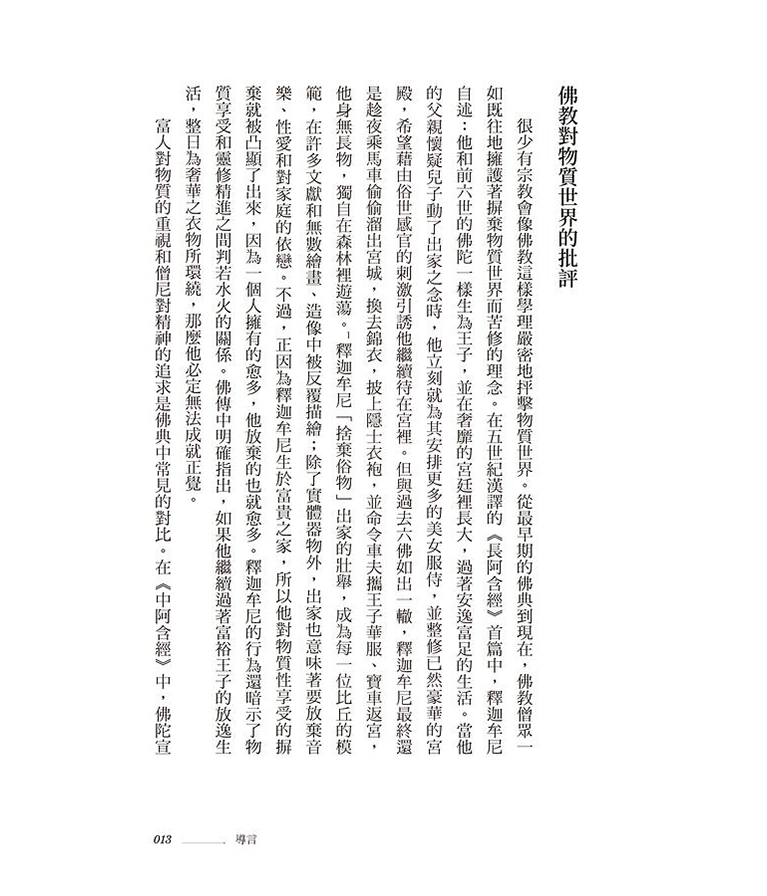 佛教對物質世界的批評
很少有宗教會像佛教這樣學理嚴密地抨擊物質世界。從最早期的佛典到現在，佛教僧眾一
如既往地擁護著摒棄物質世界而苦修的理念。在五世紀漢譯的《長阿含經》首篇中，釋迦牟尼
自述：他和前六世的佛陀一樣生為王子，並在奢靡的宮廷裡長大，過著安逸富足的生活。當他
的父親懷疑兒子動了出家之念時，他立刻就為其安排更多的美女服侍，並整修已然豪華的宮
殿，希望藉由俗世感官的刺激引誘他繼續待在宮裡。但與過去六佛如出一轍，釋迦牟尼最終還
是趁夜乘馬車偷偷溜出宮城，換去錦衣，披上隱士衣袍，並命令車夫攜王子華服、寶車返宮，
他身無長物，獨自在森林裡遊蕩。1釋迦牟尼「捨棄俗物」出家的壯舉，成為每一位比丘的模
範，在許多文獻和無數繪畫、造像中被反覆描繪；除了實體器物外，出家也意味著要放棄音
樂、性愛和對家庭的依戀。不過，正因為釋迦牟尼生於富貴之家，所以他對物質性享受的摒
棄就被凸顯了出來，因為一個人擁有的愈多，他放棄的也就愈多。釋迦牟尼的行為還暗示了物
質享受和靈修精進之間判若水火的關係。佛傳中明確指出，如果他繼續過著富裕王子的放逸生
活，整日為奢華之衣物所環繞，那麼他必定無法成就正覺。
富人對物質的重視和僧尼對精神的追求是佛典中常見的對比。在《中阿含經》中，佛陀宣
013 導言